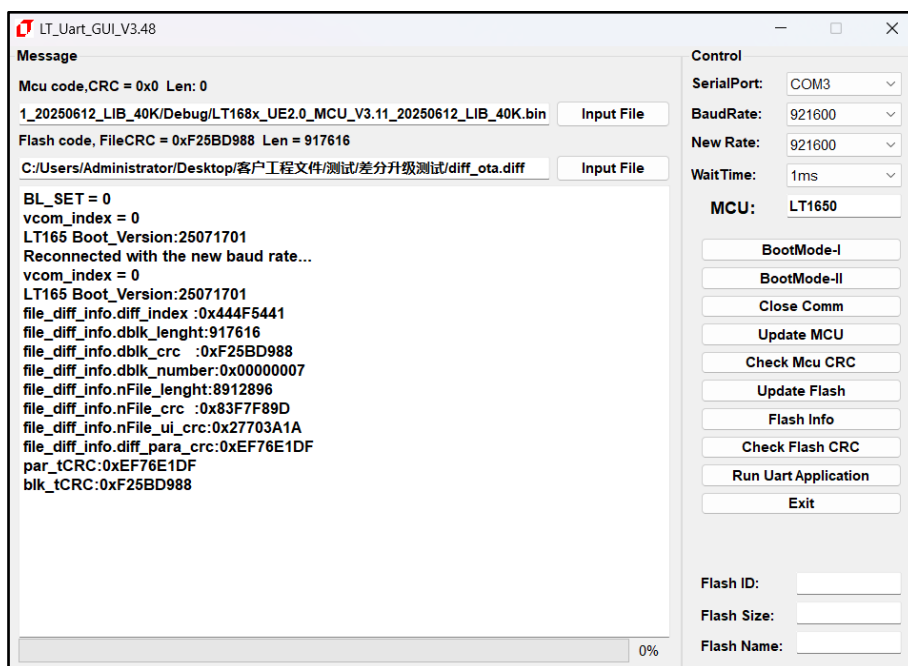 LT_Uart_GUI_V3.48
Message
Mcu code,CRC = 0x0 Len: 0
1_20250612_LIB_40K/Debug/LT168x_UE2.0_MCU_V3.11_20250612_LIB_40K.bin
Input File
Flash code, FileCRC = 0xF25BD988 Len = 917616
C:/Users/Administrator/Desktop/客户工程文件/测试/差分升级测试/diff_ota.diff
Input File
BL_SET = 0
vcom_index = 0
LT165 Boot_Version:25071701
Reconnected with the new baud rate...
vcom_index = 0
LT165 Boot_Version:25071701
file_diff_info.diff_index :0x444F5441
file_diff_info.dblk_lenght:917616
file_diff_info.dblk_crc :0xF25BD988
file_diff_info.dblk_number:0x00000007
file_diff_info.nFile_lenght:8912896
file_diff_info.nFile_crc :0x83F7F89D
file_diff_info.nFile_ui_crc:0x27703A1A
file_diff_info.diff_para_crc:0xEF76E1DF
par_tCRC:0xEF76E1DF
blk_tCRC:0xF25BD988
0%
Control
SerialPort: COM3
BaudRate: 921600
New Rate: 921600
WaitTime: 1ms
MCU: LT1650
BootMode-I
BootMode-II
Close Comm
Update MCU
Check Mcu CRC
Update Flash
Flash Info
Check Flash CRC
Run Uart Application
Exit
Flash ID:
Flash Size:
Flash Name: